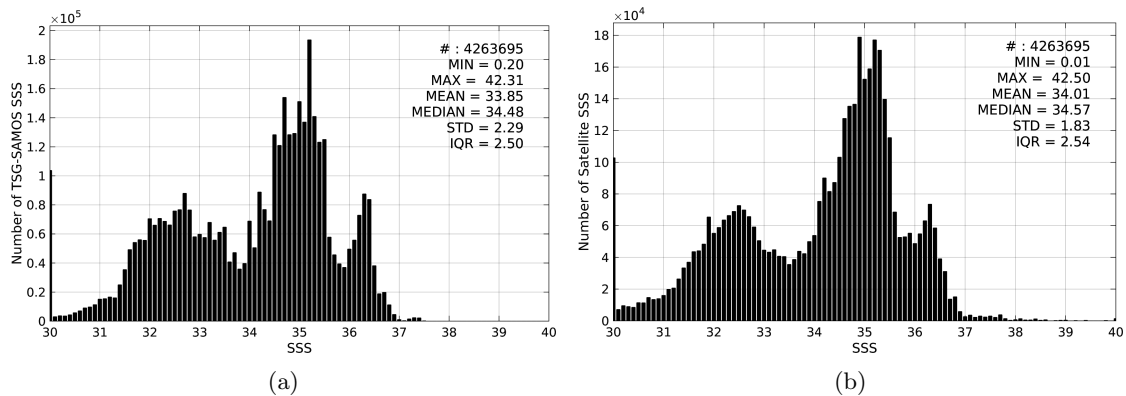 ×10⁵
2
1.8
1.6
1.4
1.2
1
0.8
0.6
0.4
0.2
0
Number of TSG-SAMOS SSS
# : 4263695
MIN = 0.20
MAX = 42.31
MEAN = 33.85
MEDIAN = 34.48
STD = 2.29
IQR = 2.50
30 31 32 33 34 35 36 37 38 39 40
SSS
(a)
×10⁴
18
16
14
12
10
8
6
4
2
0
Number of Satellite SSS
# : 4263695
MIN = 0.01
MAX = 42.50
MEAN = 34.01
MEDIAN = 34.57
STD = 1.83
IQR = 2.54
30 31 32 33 34 35 36 37 38 39 40
SSS
(b)